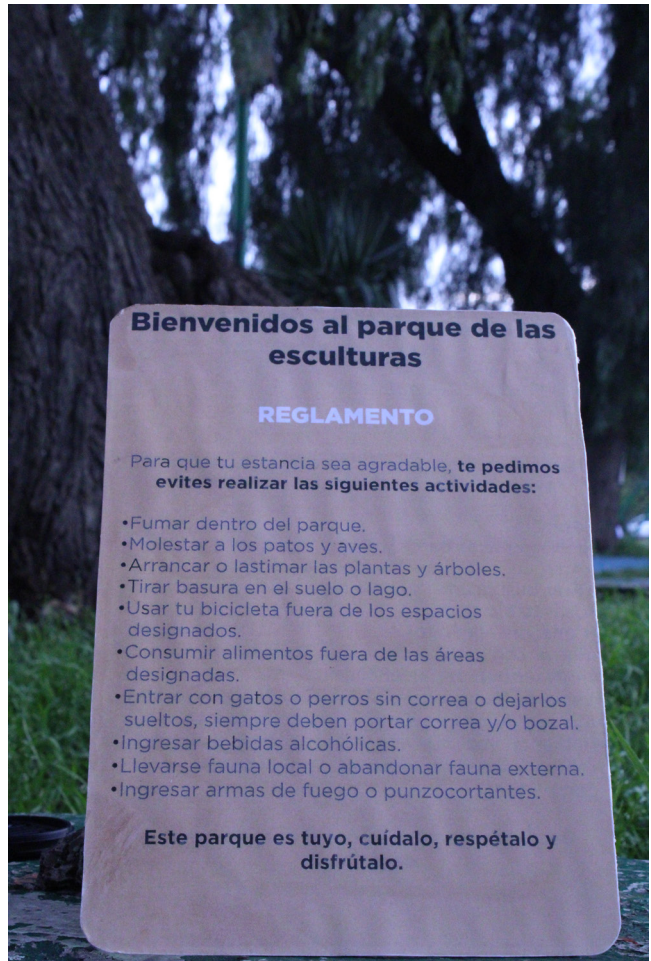 Bienvenidos al parque de las
esculturas
REGLAMENTO
Para que tu estancia sea agradable, te pedimos
evites realizar las siguientes actividades:
•Fumar dentro del parque.
•Molestar a los patos y aves.
•Arrancar o lastimar las plantas y árboles.
•Tirar basura en el suelo o lago.
•Usar tu bicicleta fuera de los espacios
designados.
•Consumir alimentos fuera de las áreas
designadas.
•Entrar con gatos o perros sin correa o dejarlos
sueltos, siempre deben portar correa y/o bozal.
•Ingresar bebidas alcohólicas.
•Llevarse fauna local o abandonar fauna externa.
•Ingresar armas de fuego o punzocortantes.
Este parque es tuyo, cuídalo, respétalo y
disfrútalo.